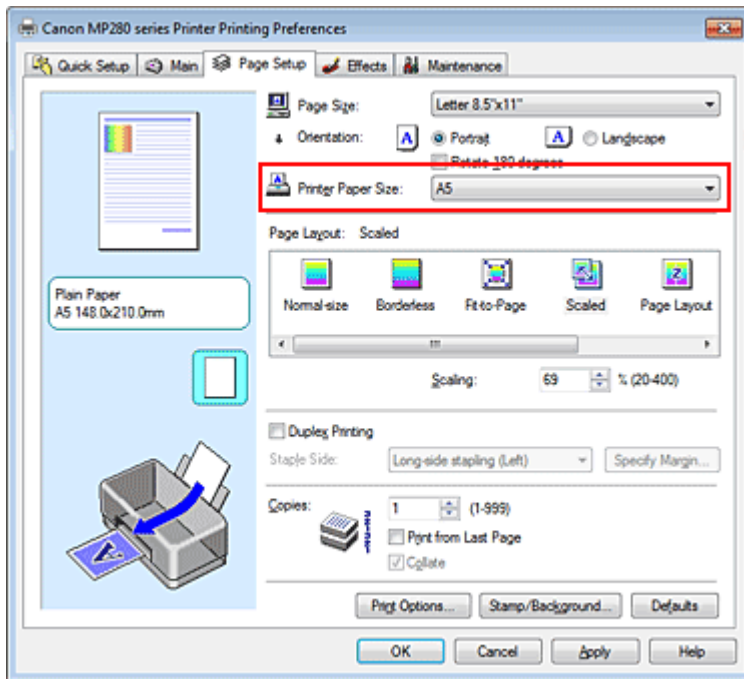 Canon MP280 series Printer Printing Preferences
Quick Setup Main Page Setup Effects Maintenance
Page Size: Letter 8.5"x11"
Orientation: A Portrait A Landscape
Rotate 180 degrees
Printer Paper Size: A5
Page Layout: Scaled
Normal-size Borderless Fit-to-Page Scaled Page Layout
Plain Paper
A5 148.0x210.0mm
Scaling: 69 % (20-400)
Duplex Printing
Staple Side: Long-side stapling (Left) Specify Margin...
Copies: 1 (1-999)
Print from Last Page
Collate
Print Options... Stamp/Background... Defaults
OK Cancel Apply Help